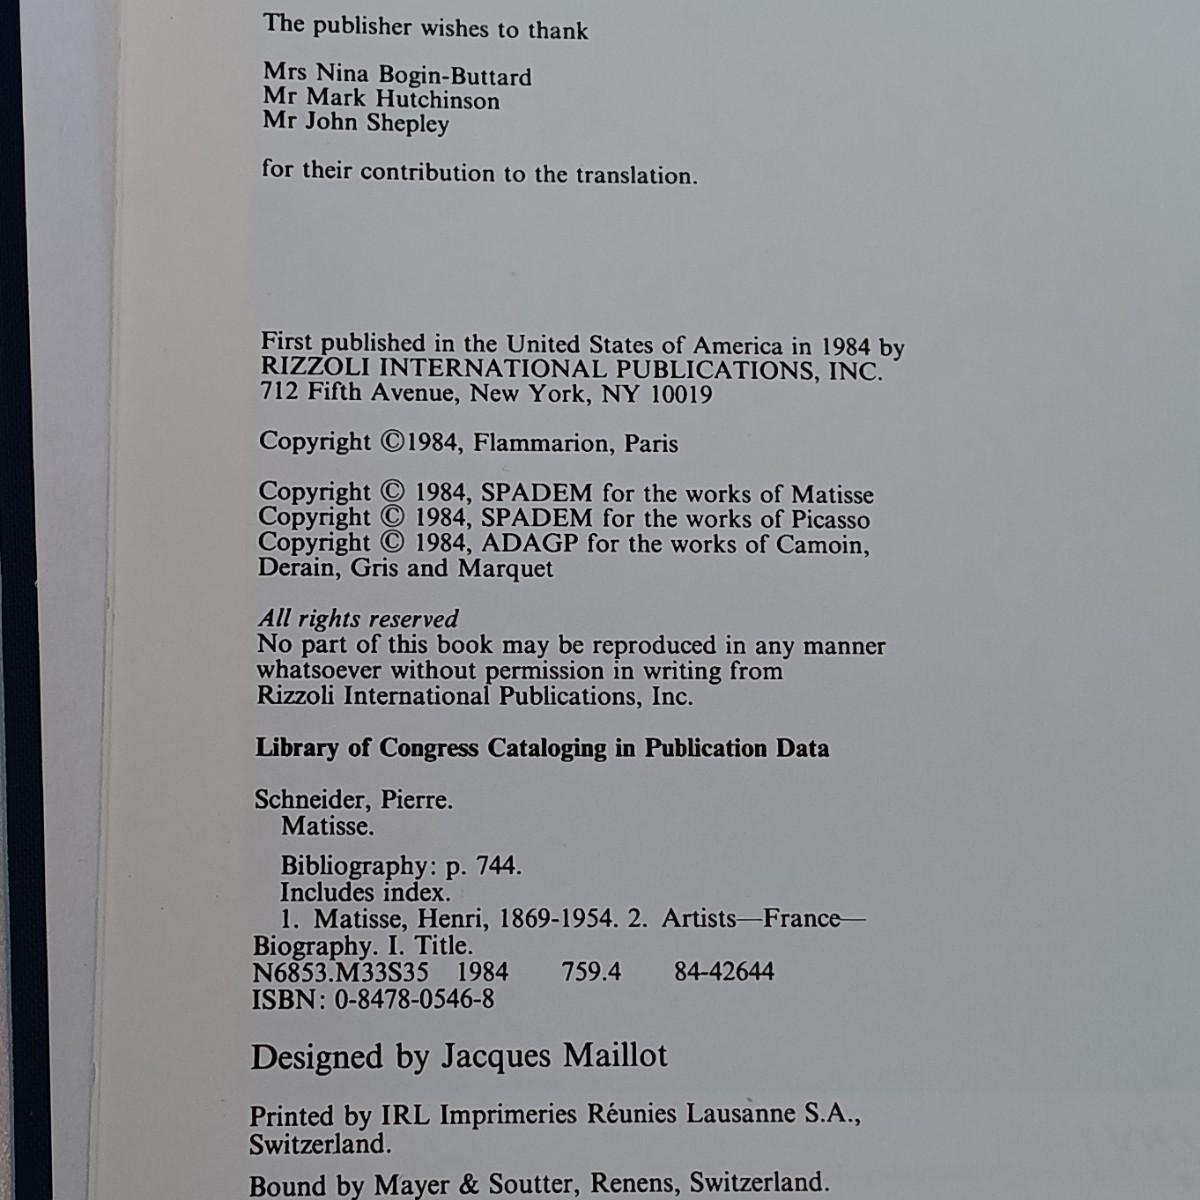 The publisher wishes to thank
Mrs Nina Bogin-Buttard
Mr Mark Hutchinson
Mr John Shepley
for their contribution to the translation.
First published in the United States of America in 1984 by
RIZZOLI INTERNATIONAL PUBLICATIONS, INC.
712 Fifth Avenue, New York, NY 10019
Copyright ©1984, Flammarion, Paris
Copyright © 1984, SPADEM for the works of Matisse
Copyright © 1984, SPADEM for the works of Picasso
Copyright © 1984, ADAGP for the works of Camoin,
Derain, Gris and Marquet
All rights reserved
No part of this book may be reproduced in any manner
whatsoever without permission in writing from
Rizzoli International Publications, Inc.
Library of Congress Cataloging in Publication Data
Schneider, Pierre.
Matisse.
Bibliography: p. 744.
Includes index.
1. Matisse, Henri, 1869-1954. 2. Artists—France—
Biography. I. Title.
N6853.M33S35 1984 759.4 84-42644
ISBN: 0-8478-0546-8
Designed by Jacques Maillot
Printed by IRL Imprimeries Réunies Lausanne S.A.,
Switzerland.
Bound by Mayer & Soutter, Renens, Switzerland.